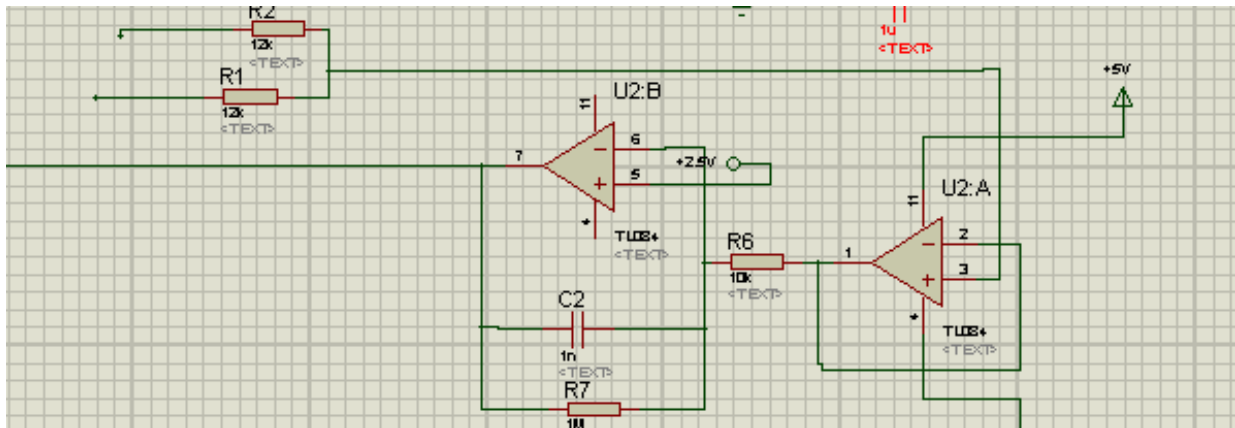 R2
12k
<TEXT>
R1
12k
<TEXT>
1u
<TEXT>
+5V
U2:B
11
7
6
5
+2.5V
4
TL084
<TEXT>
U2:A
11
1
2
3
4
TL084
<TEXT>
R6
10k
<TEXT>
C2
1n
<TEXT>
R7
1M